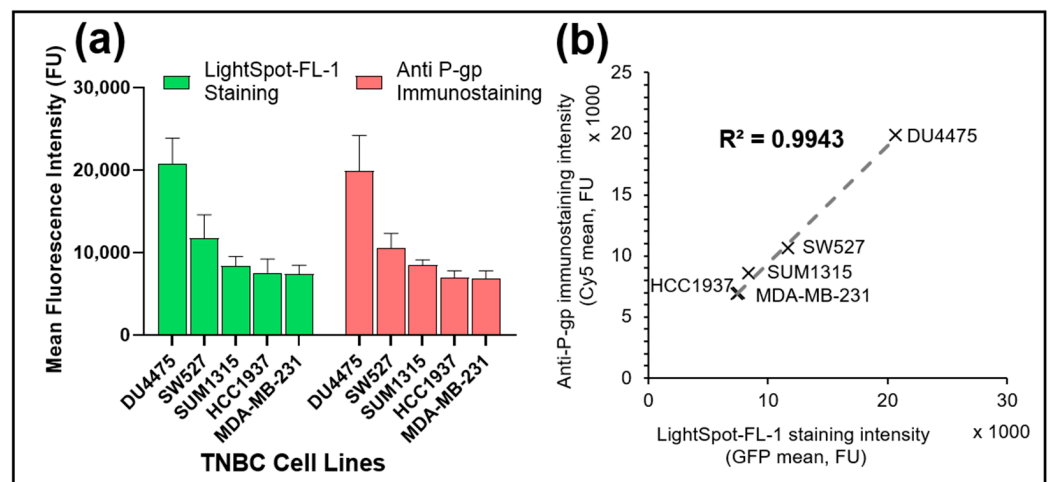 (a)
Mean Fluorescence Intensity (FU)
30,000
20,000
10,000
0
LightSpot-FL-1
Staining
Anti P-gp
Immunostaining
DU4475
SW527
SUM1315
HCC1937
MDA-MB-231
DU4475
SW527
SUM1315
HCC1937
MDA-MB-231
TNBC Cell Lines
(b)
Anti-P-gp immunostaining intensity
(Cy5 mean, FU)
x 1000
25
20
15
10
5
0
R² = 0.9943
DU4475
SW527
SUM1315
HCC1937
MDA-MB-231
0
10
20
30
LightSpot-FL-1 staining intensity
(GFP mean, FU)
x 1000